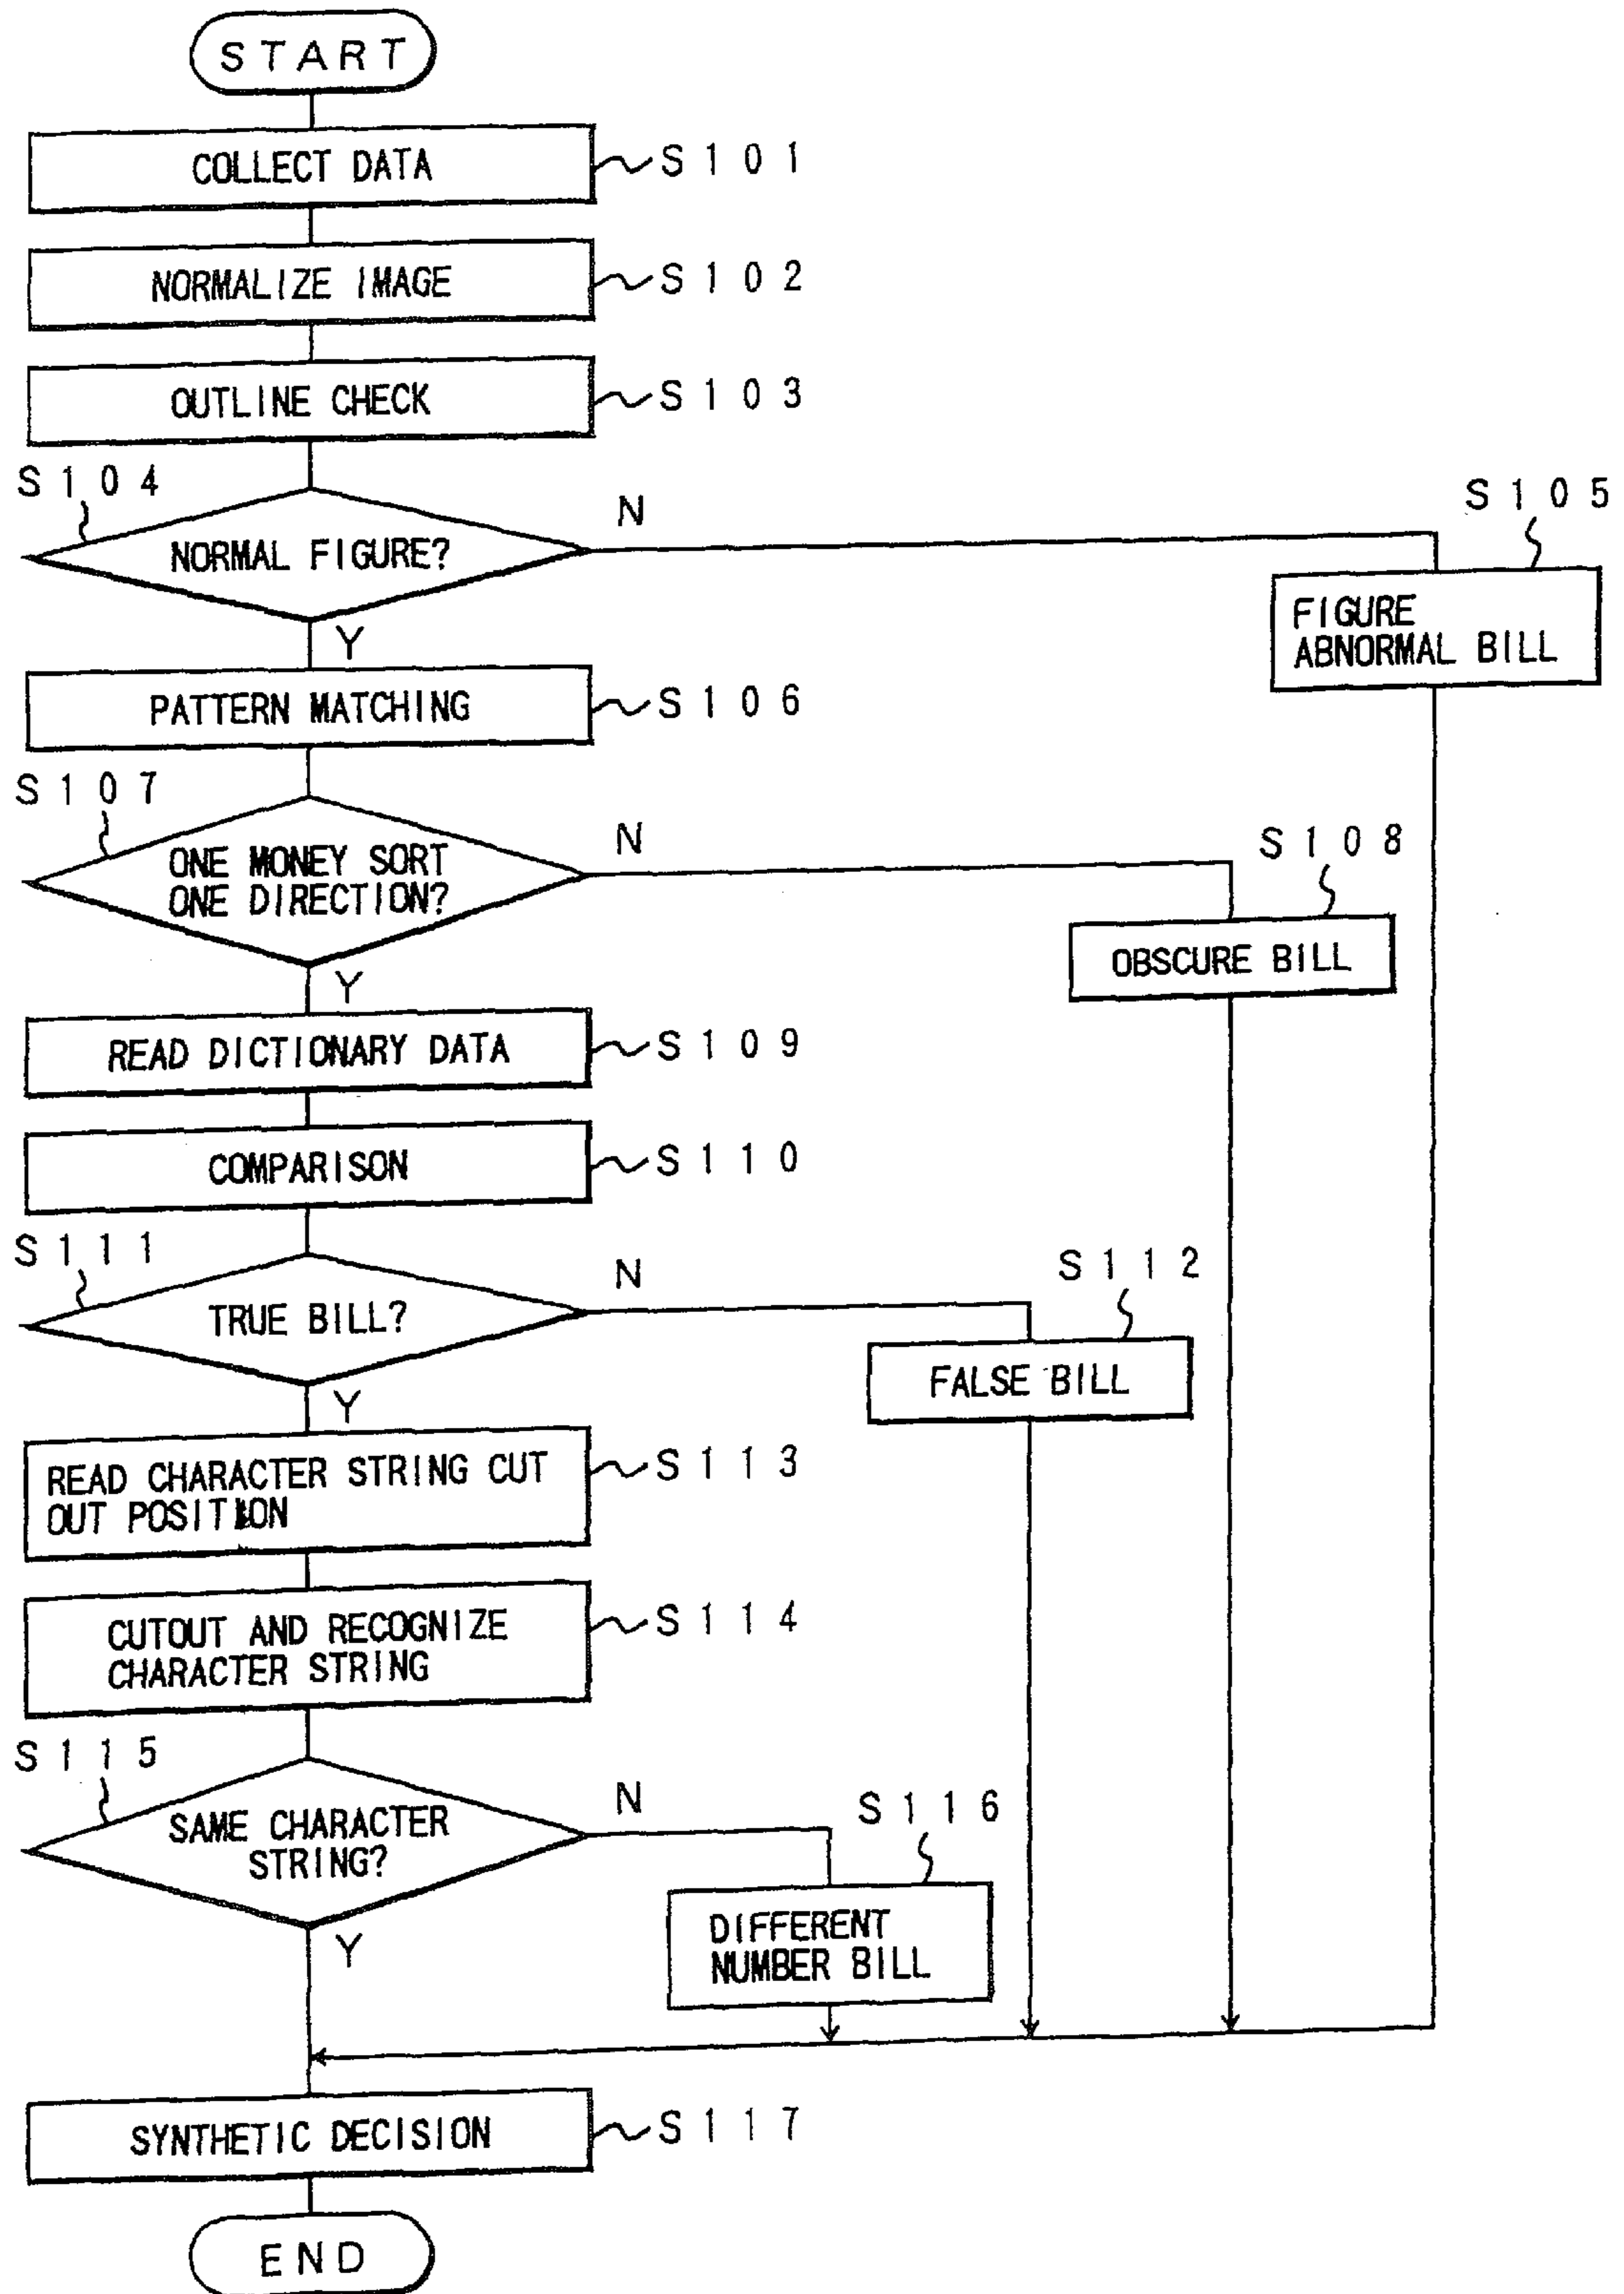 START
COLLECT DATA
S101
NORMALIZE IMAGE
S102
OUTLINE CHECK
S103
S104
NORMAL FIGURE?
N
Y
S105
FIGURE
ABNORMAL BILL
PATTERN MATCHING
S106
S107
ONE MONEY SORT
ONE DIRECTION?
N
Y
S108
OBSCURE BILL
READ DICTIONARY DATA
S109
COMPARISON
S110
S111
TRUE BILL?
N
Y
S112
FALSE BILL
READ CHARACTER STRING CUT
OUT POSITION
S113
CUTOUT AND RECOGNIZE
CHARACTER STRING
S114
S115
SAME CHARACTER
STRING?
N
Y
S116
DIFFERENT
NUMBER BILL
SYNTHETIC DECISION
S117
END